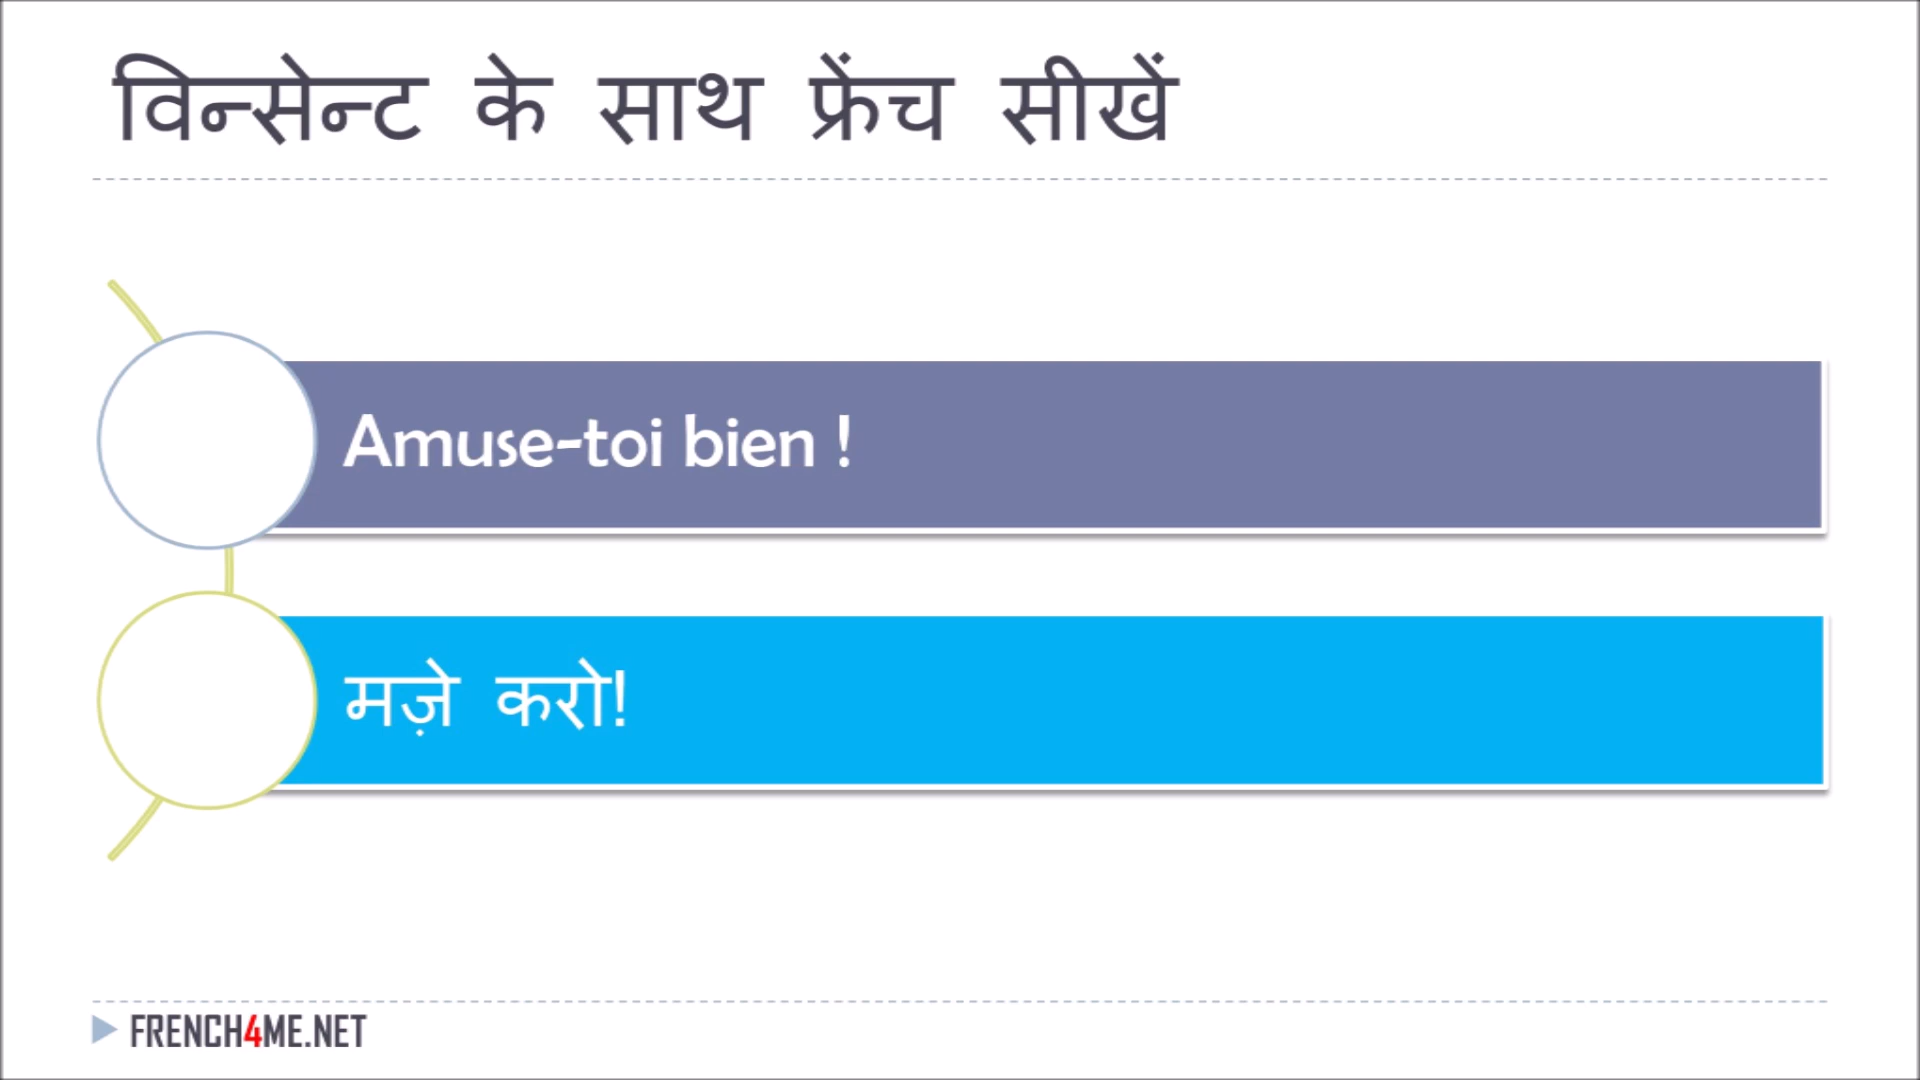 विन्सेन्ट के साथ फ्रेंच सीखें
Amuse-toi bien !
मज़े करो!
FRENCH4ME.NET